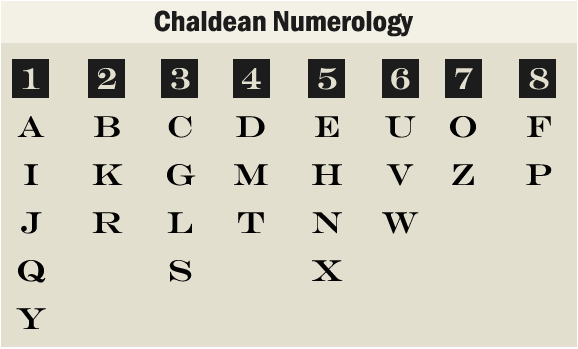 Chaldean Numerology
1 2 3 4 5 6 7 8
A B C D E U O F
I K G M H V Z P
J R L T N W
Q S X
Y